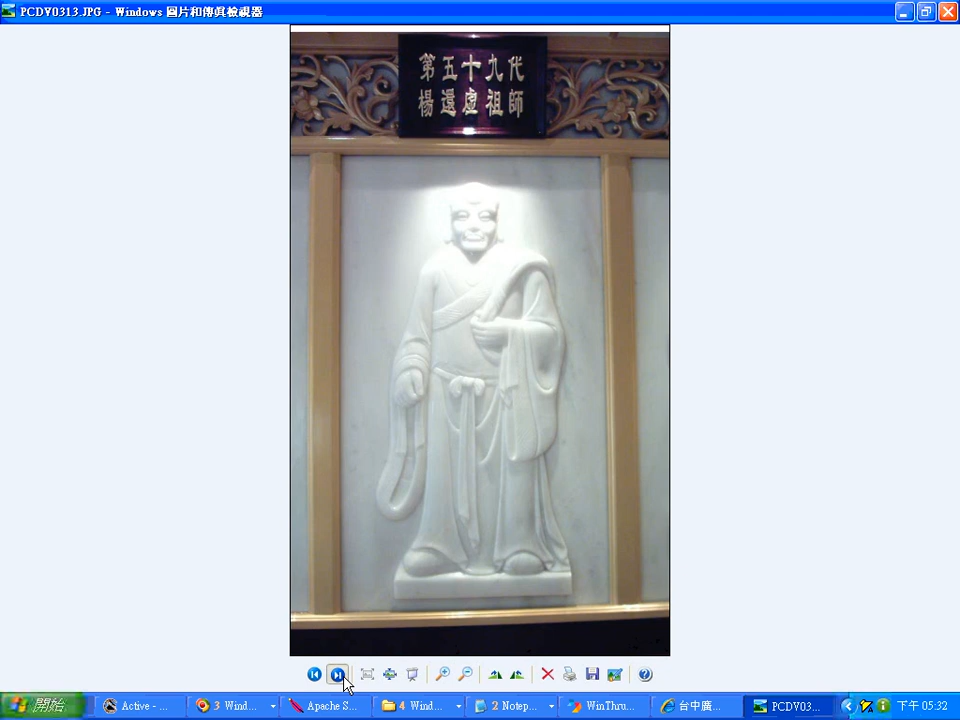 PCDV0313.JPG - Windows 圖片和傳真檢視器
第五十九代
楊還虛祖師
開始
Active - ...
3 Wind...
Apache S...
4 Wind...
2 Notep...
WinThru...
台中廣...
PCDV03...
下午 05:32